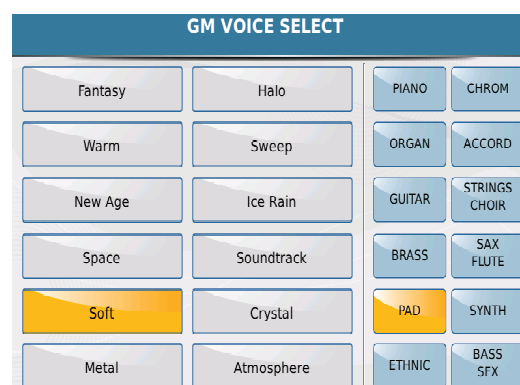 GM VOICE SELECT
Fantasy Halo PIANO CHROM
Warm Sweep ORGAN ACCORD
New Age Ice Rain GUITAR STRINGS
CHOIR
Space Soundtrack BRASS SAX
FLUTE
Soft Crystal PAD SYNTH
Metal Atmosphere ETHNIC BASS
SFX